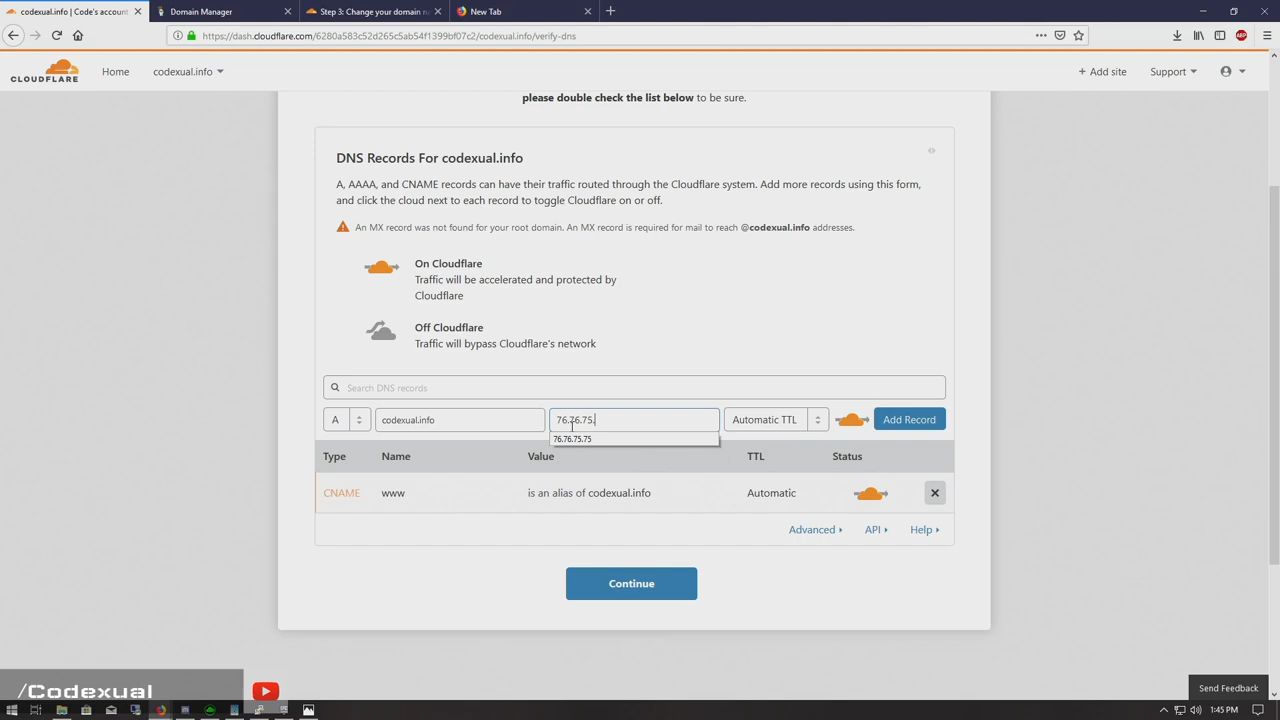 codexual.info | Code's account
Domain Manager
Step 3: Change your domain na
New Tab
https://dash.cloudflare.com/6280a583c52d265c5ab54f1399bf07c2/codexual.info/verify-dns
ABP
CLOUDFLARE
Home
codexual.info
+ Add site
Support
please double check the list below to be sure.
DNS Records For codexual.info
A, AAAA, and CNAME records can have their traffic routed through the Cloudflare system. Add more records using this form,
and click the cloud next to each record to toggle Cloudflare on or off.
An MX record was not found for your root domain. An MX record is required for mail to reach @codexual.info addresses.
On Cloudflare
Traffic will be accelerated and protected by
Cloudflare
Off Cloudflare
Traffic will bypass Cloudflare's network
Search DNS records
A codexual.info 76.76.75. Automatic TTL Add Record
76.76.75.75
Type Name Value TTL Status
CNAME www is an alias of codexual.info Automatic
Advanced API Help
Continue
Send Feedback
/Codexual
1:45 PM